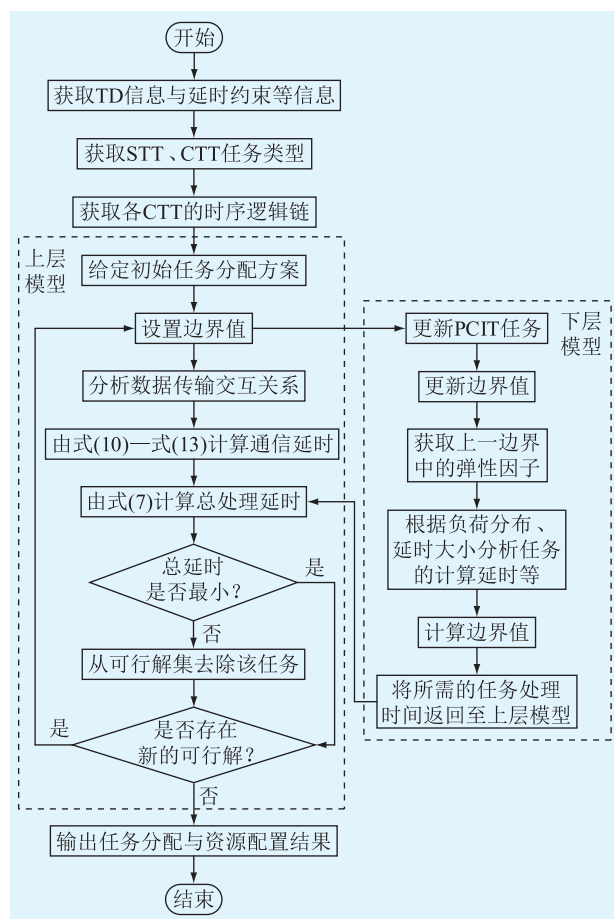 开始
获取TD信息与延时约束等信息
获取STT、CTT任务类型
获取各CTT的时序逻辑链
上层
模型
给定初始任务分配方案
设置边界值
分析数据传输交互关系
由式(10)—式(13)计算通信延时
由式(7)计算总处理延时
总延时
是否最小?
是
否
从可行解集去除该任务
是
是否存在
新的可行解?
否
输出任务分配与资源配置结果
结束
下层
模型
更新PCIT任务
更新边界值
获取上一边界
中的弹性因子
根据负荷分布、
延时大小分析任务
的计算延时等
计算边界值
将所需的任务处理
时间返回至上层模型